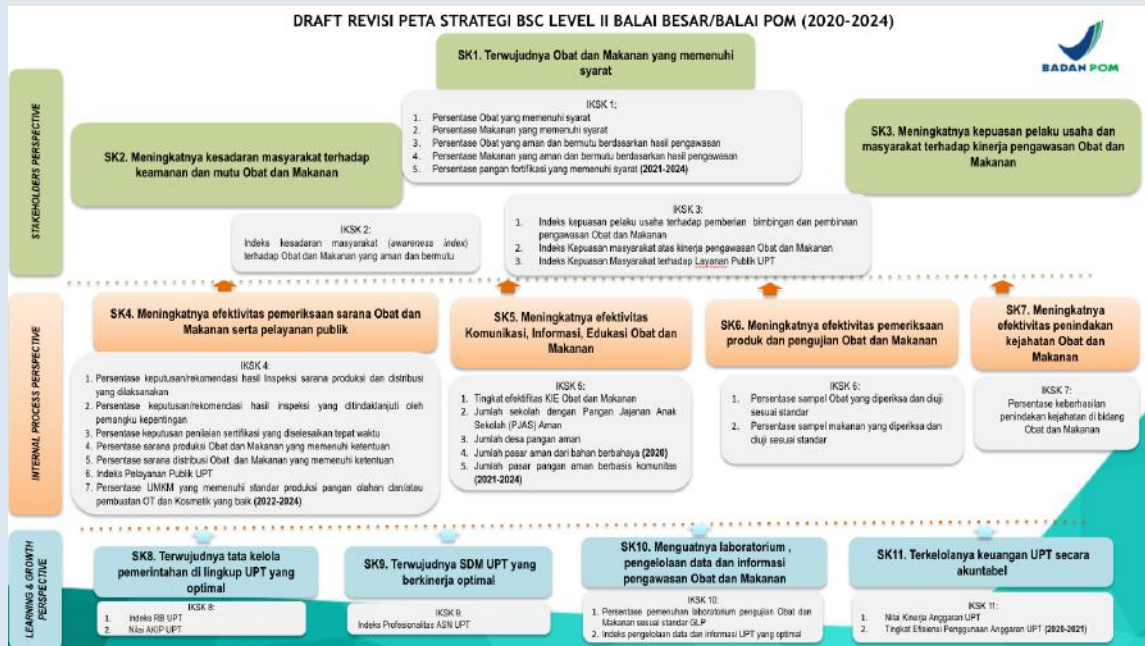 DRAFT REVISI PETA STRATEGI BSC LEVEL II BALAI BESAR/BALAI POM (2020-2024)
BADAN POM
STAKEHOLDERS PERSPECTIVE
SK1. Terwujudnya Obat dan Makanan yang memenuhi
syarat
IKSK 1:
1. Persentase Obat yang memenuhi syarat
2. Persentase Makanan yang memenuhi syarat
3. Persentase Obat yang aman dan bermutu berdasarkan hasil pengawasan
4. Persentase Makanan yang aman dan bermutu berdasarkan hasil pengawasan
5. Persentase pangan fortifikasi yang memenuhi syarat (2021-2024)
SK2. Meningkatnya kesadaran masyarakat terhadap
keamanan dan mutu Obat dan Makanan
IKSK 2:
Indeks kesadaran masyarakat (awareness index)
terhadap Obat dan Makanan yang aman dan bermutu
SK3. Meningkatnya kepuasan pelaku usaha dan
masyarakat terhadap kinerja pengawasan Obat dan
Makanan
IKSK 3:
1. Indeks kepuasan pelaku usaha terhadap pemberian bimbingan dan pembinaan
pengawasan Obat dan Makanan
2. Indeks Kepuasan masyarakat atas kinerja pengawasan Obat dan Makanan
3. Indeks Kepuasan Masyarakat terhadap Layanan Publik UPT
INTERNAL PROCESS PERSPECTIVE
SK4. Meningkatnya efektivitas pemeriksaan sarana Obat dan
Makanan serta pelayanan publik
IKSK 4:
1. Persentase keputusan/rekomendasi hasil Inspeksi sarana produksi dan distribusi
yang dilaksanakan
2. Persentase keputusan/rekomendasi hasil inspeksi yang ditindaklanjuti oleh
pemangku kepentingan
3. Persentase keputusan penilaian sertifikasi yang diselesaikan tepat waktu
4. Persentase sarana produksi Obat dan Makanan yang memenuhi ketentuan
5. Persentase sarana distribusi Obat dan Makanan yang memenuhi ketentuan
6. Indeks Pelayanan Publik UPT
7. Persentase UMKM yang memenuhi standar produksi pangan olahan dan/atau
pembuatan OT dan Kosmetik yang baik (2022-2024)
SK5. Meningkatnya efektivitas
Komunikasi, Informasi, Edukasi Obat dan
Makanan
IKSK 5:
1. Tingkat efektifitas KIE Obat dan Makanan
2. Jumlah sekolah dengan Pangan Jajanan Anak
Sekolah (PJAS) Aman
3. Jumlah desa pangan aman
4. Jumlah pasar aman dari bahan berbahaya (2020)
5. Jumlah pasar pangan aman berbasis komunitas
(2021-2024)
SK6. Meningkatnya efektivitas pemeriksaan
produk dan pengujian Obat dan Makanan
IKSK 6:
1. Persentase sampel Obat yang diperiksa dan diuji
sesuai standar
2. Persentase sampel makanan yang diperiksa dan
diuji sesuai standar
SK7. Meningkatnya
efektivitas penindakan
kejahatan Obat dan
Makanan
IKSK 7:
Persentase keberhasilan
penindakan kejahatan di bidang
Obat dan Makanan
LEARNING & GROWTH
PERSPECTIVE
SK8. Terwujudnya tata kelola
pemerintahan di lingkup UPT yang
optimal
IKSK 8:
1. Indeks RB UPT
2. Nilai AKIP UPT
SK9. Terwujudnya SDM UPT yang
berkinerja optimal
IKSK 9:
Indeks Profesionalitas ASN UPT
SK10. Menguatnya laboratorium ,
pengelolaan data dan informasi
pengawasan Obat dan Makanan
IKSK 10:
1. Persentase pemenuhan laboratorium pengujian Obat dan
Makanan sesuai standar GLP
2. Indeks pengelolaan data dan informasi UPT yang optimal
SK11. Terkelolanya keuangan UPT secara
akuntabel
IKSK 11:
1. Nilai Kinerja Anggaran UPT
2. Tingkat Efisiensi Penggunaan Anggaran UPT (2020-2021)